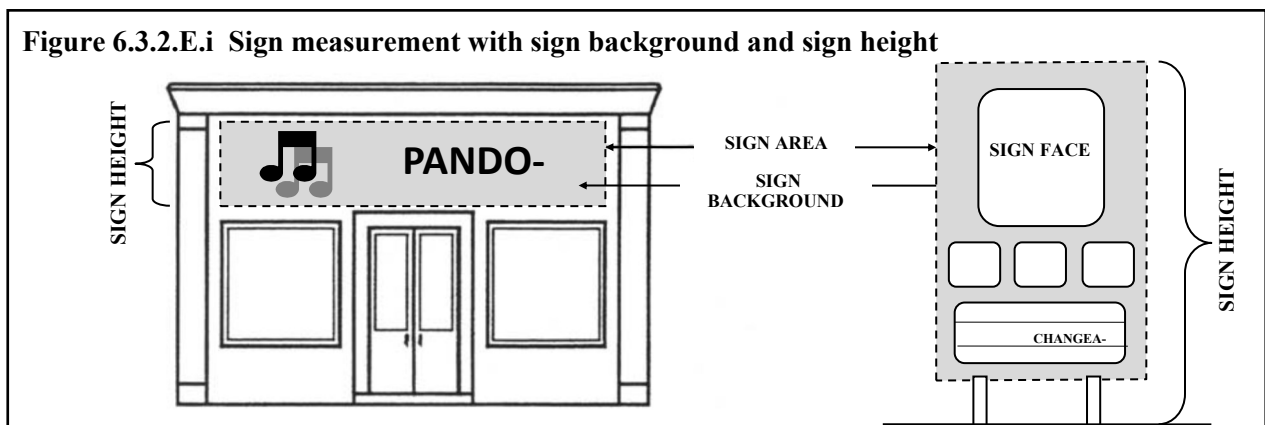 Figure 6.3.2.E.i Sign measurement with sign background and sign height
SIGN HEIGHT
PANDO-
SIGN AREA
SIGN
BACKGROUND
SIGN FACE
CHANGEA-
SIGN HEIGHT